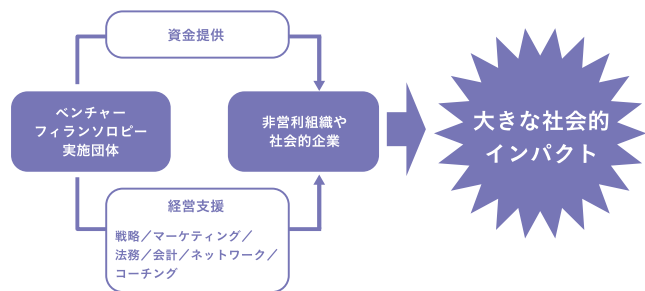 資金提供
ベンチャー
フィランソロピー
実施団体
非営利組織や
社会的企業
大きな社会的
インパクト
経営支援
戦略／マーケティング／
法務／会計／ネットワーク／
コーチング